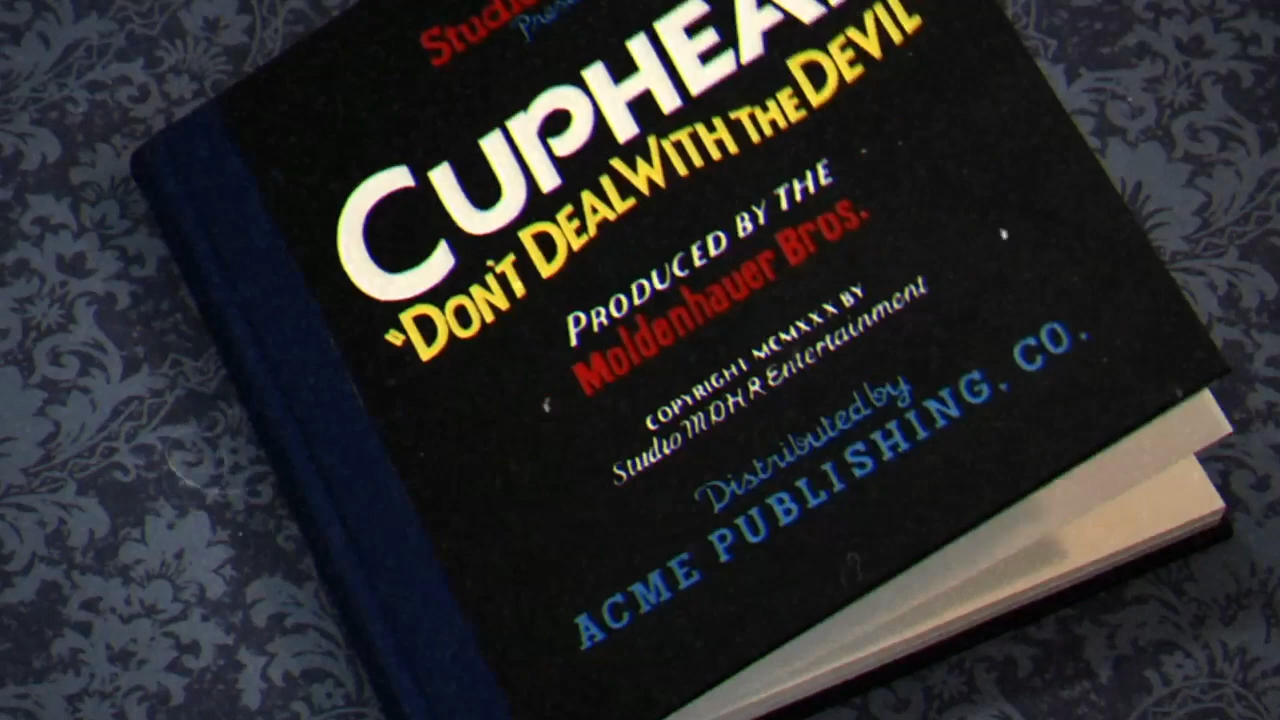 Studio
CUPHEA
"DON'T DEAL WITH THE DEVIL
PRODUCED BY THE
Moldenhauer Bros.
COPYRIGHT MCMXXX BY
Studio MDHR Entertainment
Distributed by
ACME PUBLISHING. CO.